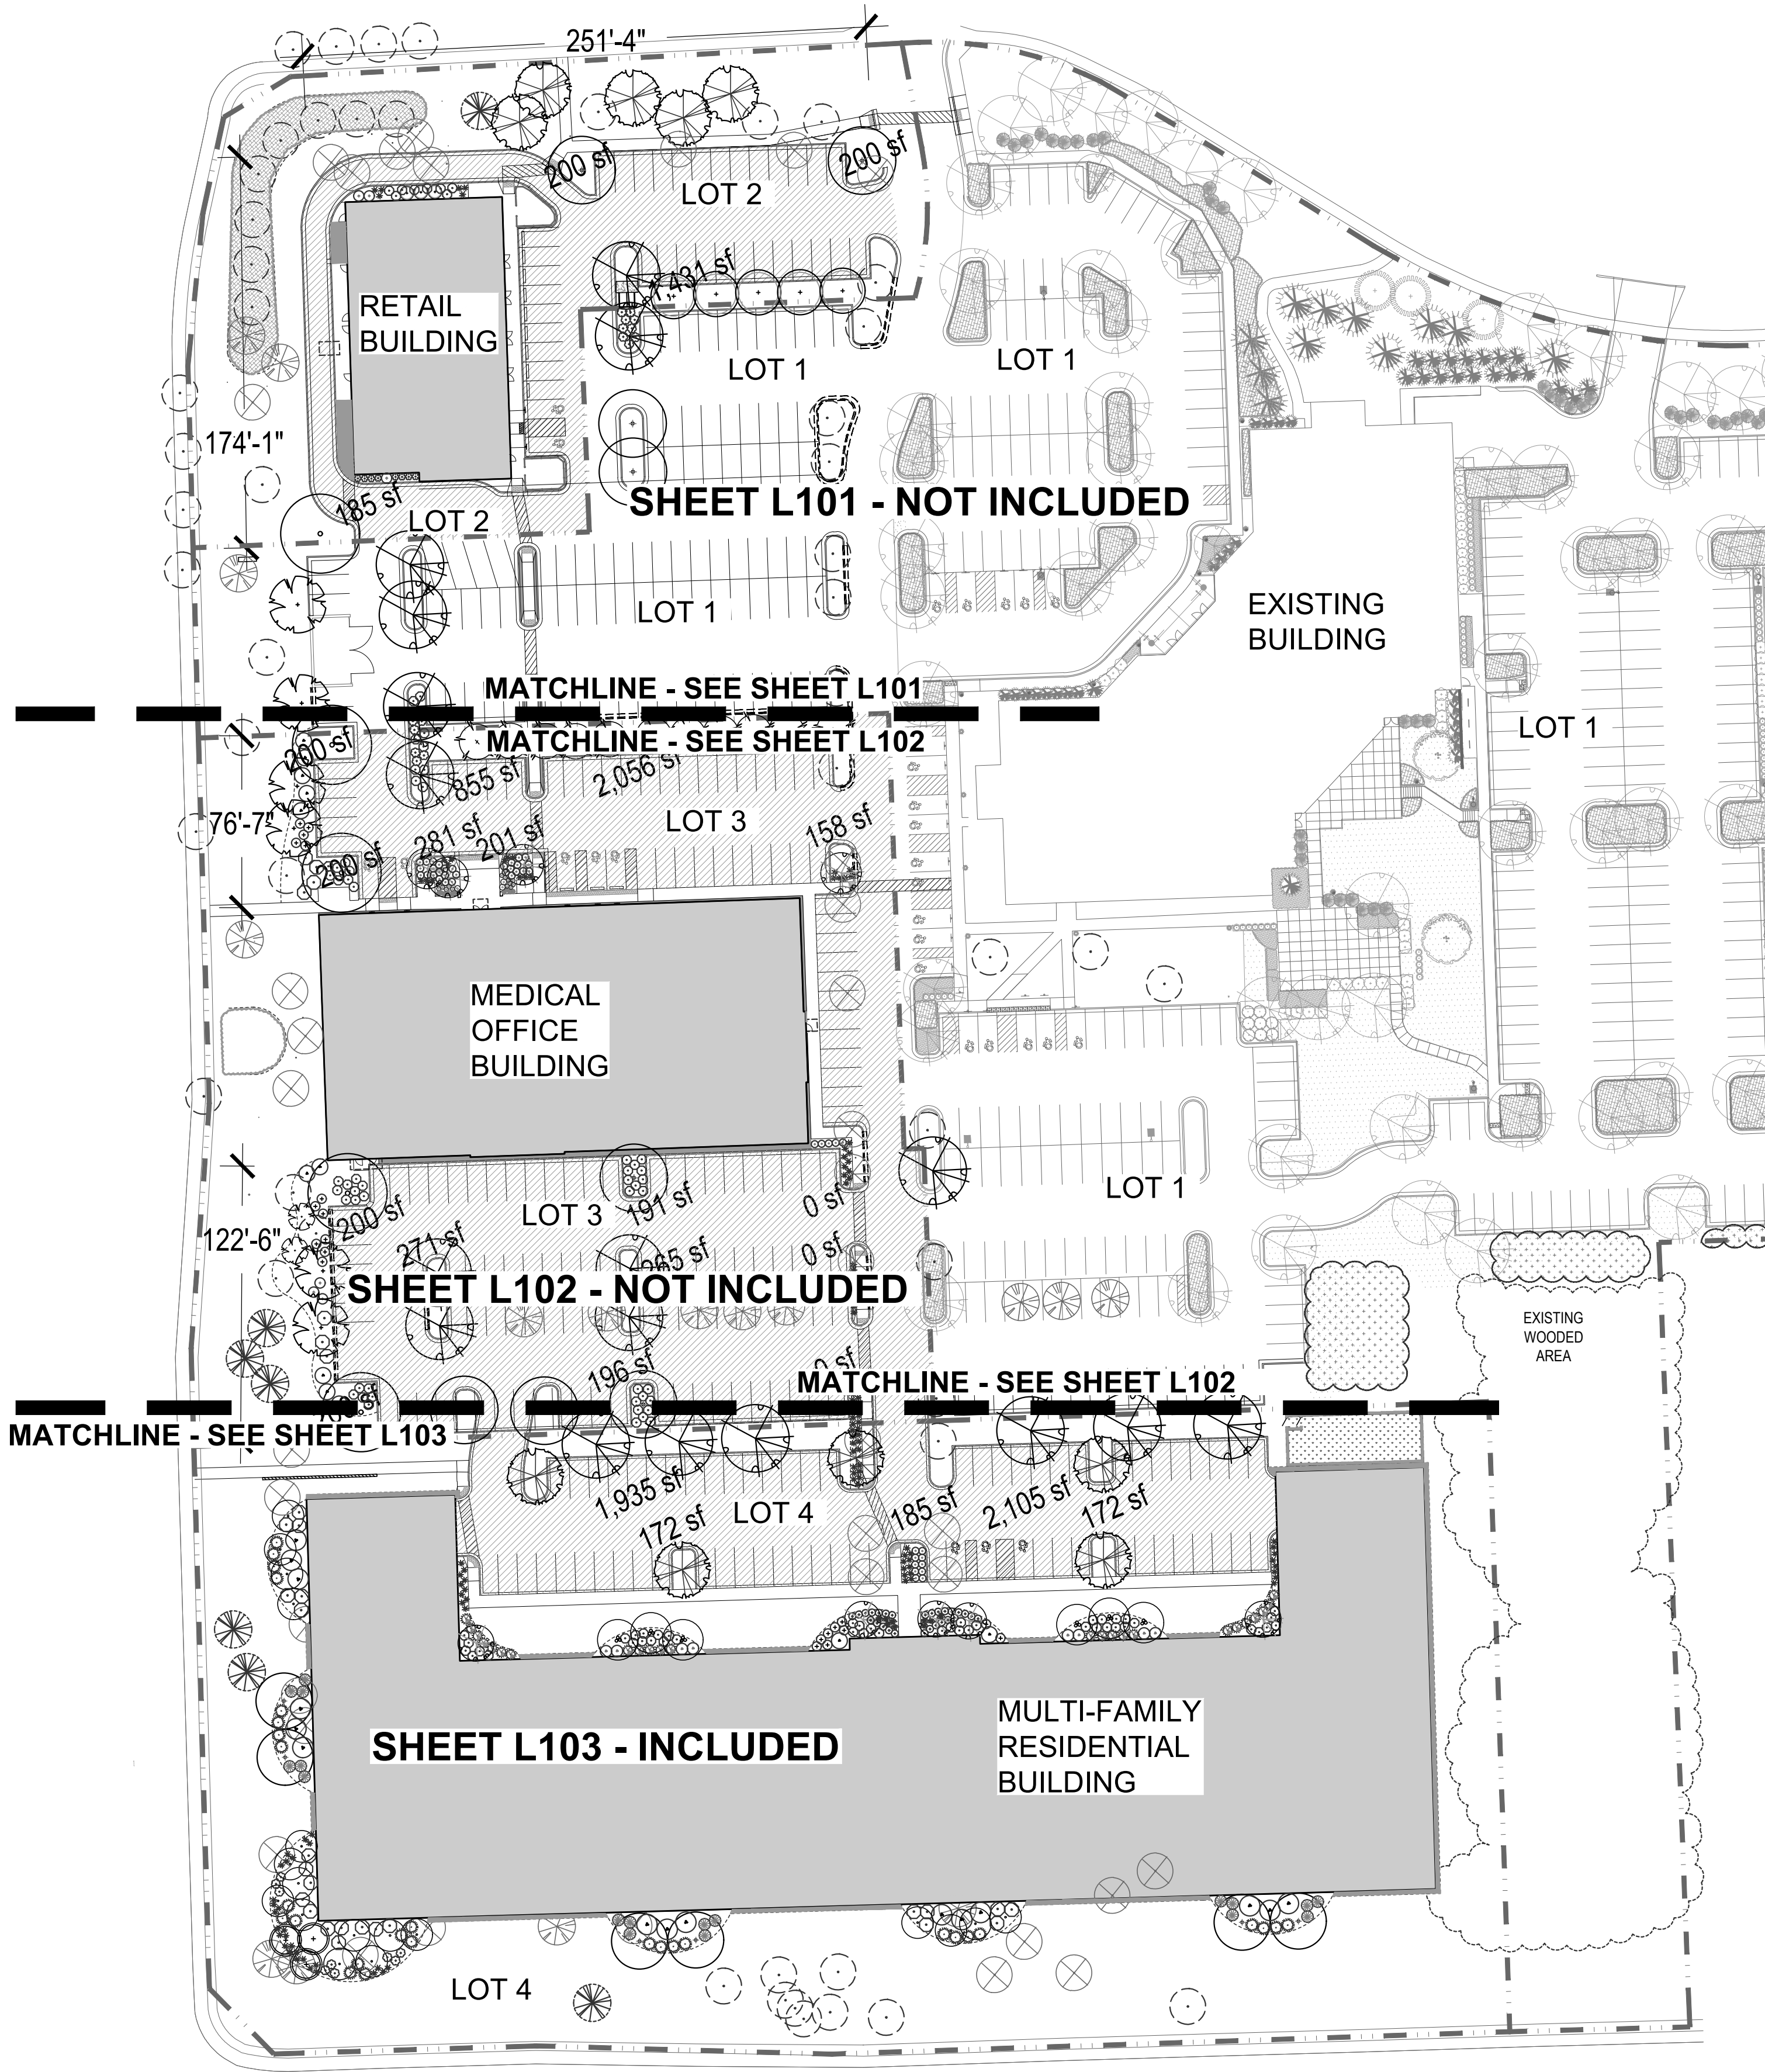 251'-4"
200 sf
200 sf
LOT 2
1,431 sf
RETAIL
BUILDING
LOT 1
LOT 1
174'-1"
SHEET L101 - NOT INCLUDED
185 sf
LOT 2
LOT 1
EXISTING
BUILDING
MATCHLINE - SEE SHEET L101
MATCHLINE - SEE SHEET L102
LOT 1
200 sf
855 sf
2,056 sf
76'-7"
LOT 3
281 sf
201 sf
158 sf
200 sf
MEDICAL
OFFICE
BUILDING
LOT 1
LOT 3
200 sf
191 sf
0 sf
122'-6"
271 sf
265 sf
0 sf
SHEET L102 - NOT INCLUDED
EXISTING
WOODED
AREA
196 sf
0 sf
MATCHLINE - SEE SHEET L102
MATCHLINE - SEE SHEET L103
1,935 sf
172 sf
LOT 4
185 sf
2,105 sf
172 sf
SHEET L103 - INCLUDED
MULTI-FAMILY
RESIDENTIAL
BUILDING
LOT 4